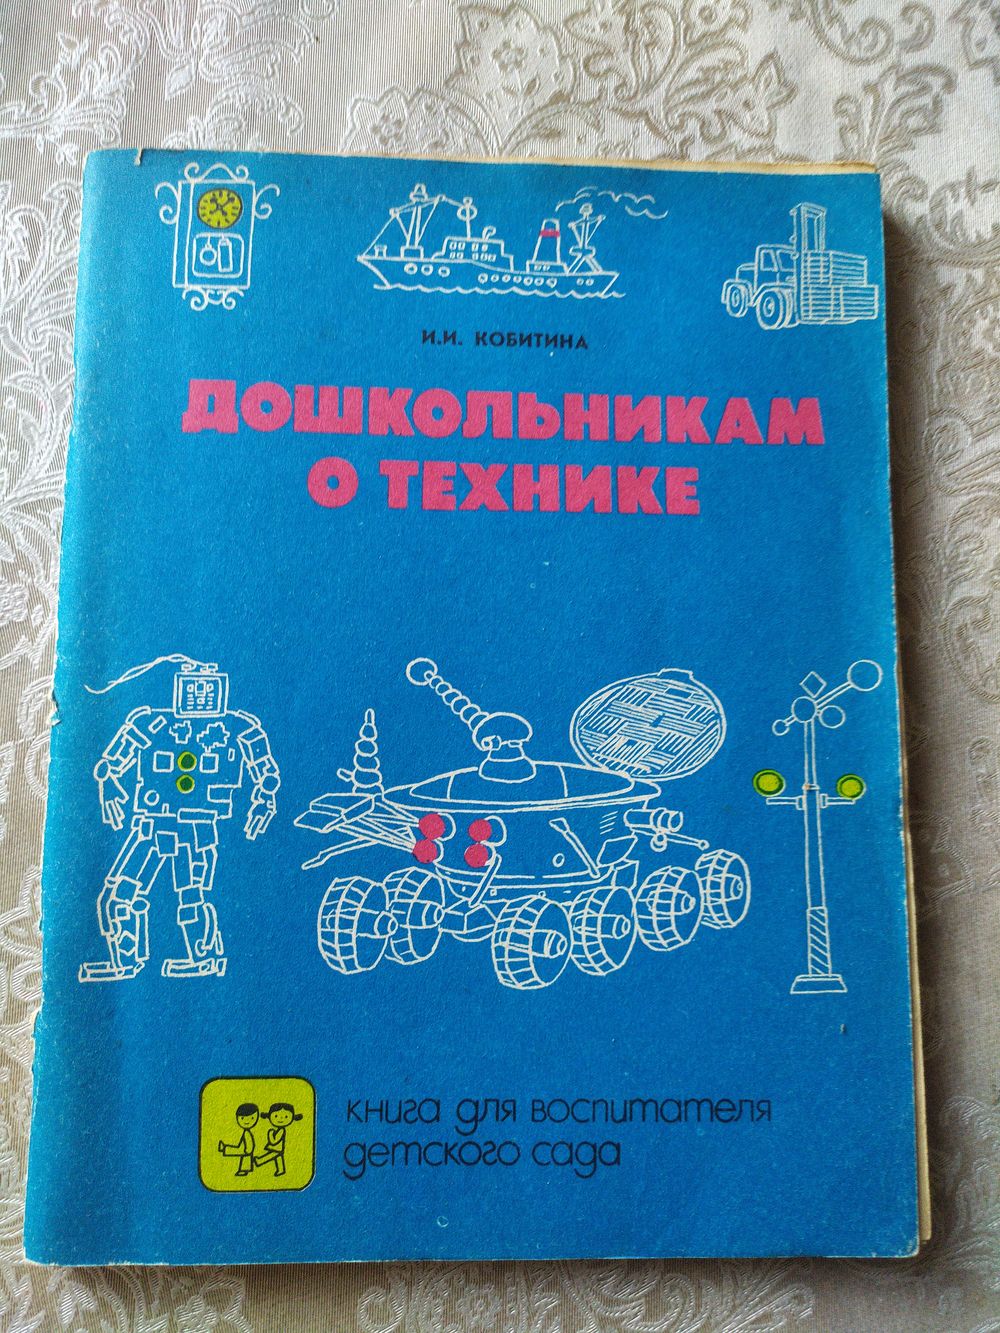 И.И. КОБИТИНА
ДОШКОЛЬНИКАМ
О ТЕХНИКЕ
книга для воспитателя
детского сада